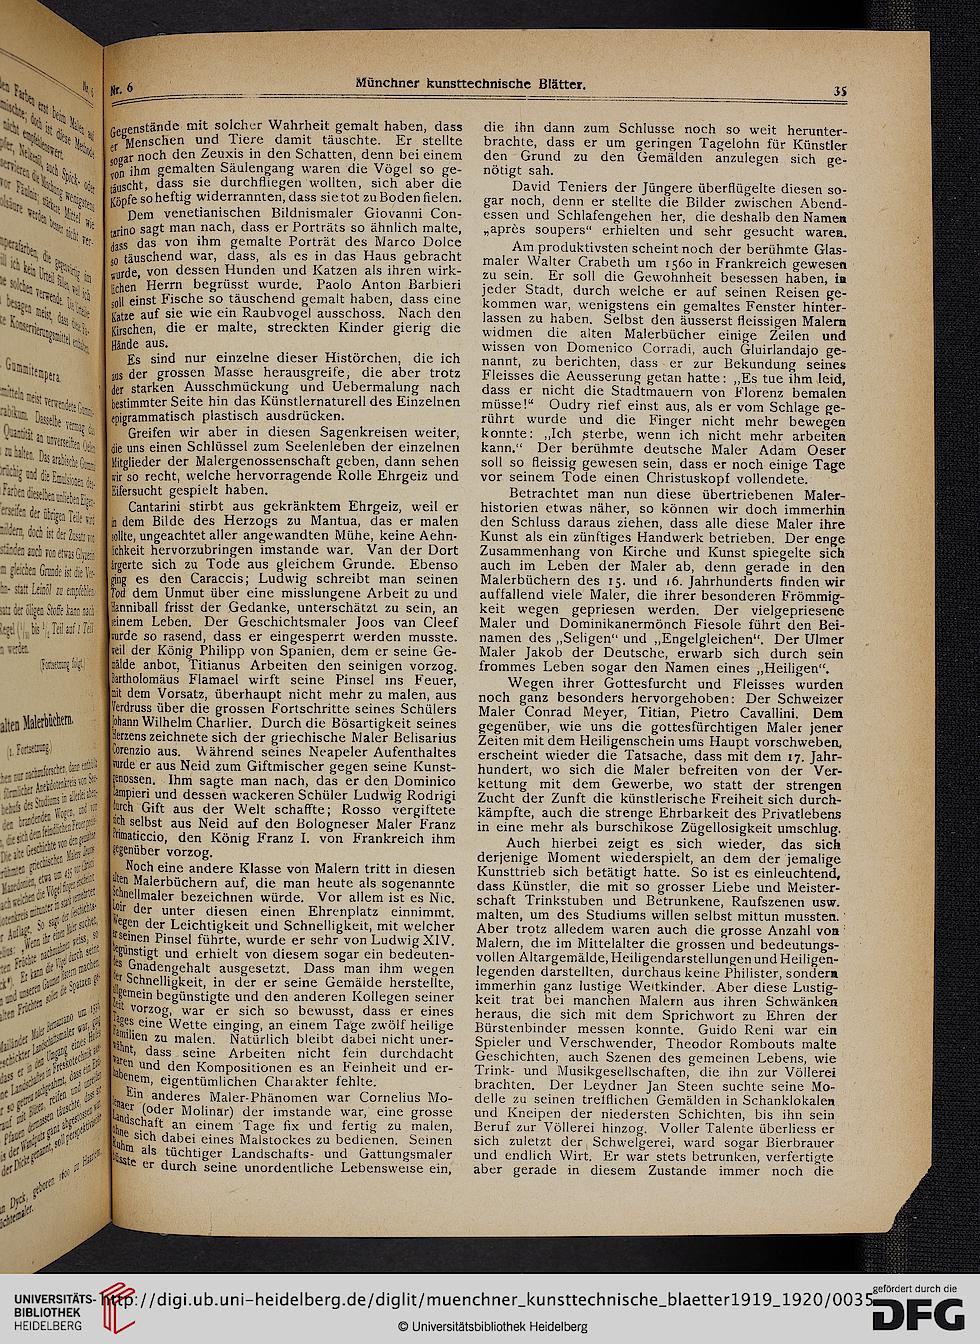 Nr. 6
Münchner kunsttechnische Blätter.
35
Gegenstände mit solcher Wahrheit gemalt haben, dass
er Menschen und Tiere damit täuschte. Er stellte
sogar noch den Zeuxis in den Schatten, denn bei einem
von ihm gemalten Säulengang waren die Vögel so ge-
täuscht, dass sie durchfliegen wollten, sich aber die
Köpfe so heftig widerrannten, dass sie tot zu Boden fielen.
Dem venetianischen Bildnismaler Giovanni Con-
tarino sagt man nach, dass er Porträts so ähnlich malte,
dass das von ihm gemalte Porträt des Marco Dolce
so täuschend war, dass, als es in das Haus gebracht
wurde, von dessen Hunden und Katzen als ihren wirk-
lichen Herrn begrüsst wurde. Paolo Anton Barbieri
soll einst Fische so täuschend gemalt haben, dass eine
Katze auf sie wie ein Raubvogel ausschoss. Nach den
Kirschen, die er malte, streckten Kinder gierig die
Hände aus.
Es sind nur einzelne dieser Histörchen, die ich
aus der grossen Masse herausgreife, die aber trotz
der starken Ausschmückung und Uebermalung nach
bestimmter Seite hin das Künstlernaturell des Einzelnen
epigrammatisch plastisch ausdrücken.
Greifen wir aber in diesen Sagenkreisen weiter,
die uns einen Schlüssel zum Seelenleben der einzelnen
Mitglieder der Malergenossenschaft geben, dann sehen
wir so recht, welche hervorragende Rolle Ehrgeiz und
Eifersucht gespielt haben.
Cantarini stirbt aus gekränktem Ehrgeiz, weil er
in dem Bilde des Herzogs zu Mantua, das er malen
sollte, ungeachtet aller angewandten Mühe, keine Aehn-
lichkeit hervorzubringen imstande war. Van der Dort
ärgerte sich zu Tode aus gleichem Grunde. Ebenso
ging es den Caraccis; Ludwig schreibt man seinen
Tod dem Unmut über eine misslungene Arbeit zu und
Hanniball frisst der Gedanke, unterschätzt zu sein, an
seinem Leben. Der Geschichtsmaler Joos van Cleef
wurde so rasend, dass er eingesperrt werden musste.
weil der König Philipp von Spanien, dem er seine Ge-
mälde anbot, Titianus Arbeiten den seinigen vorzog.
Bartholomäus Flamael wirft seine Pinsel ins Feuer,
mit dem Vorsatz, überhaupt nicht mehr zu malen, aus
Verdruss über die grossen Fortschritte seines Schülers
Johann Wilhelm Charlier. Durch die Bösartigkeit seines
Herzens zeichnete sich der griechische Maler Belisarius
Corenzio aus. Während seines Neapeler Aufenthaltes
wurde er aus Neid zum Giftmischer gegen seine Kunst-
genossen. Ihm sagte man nach, das er den Dominico
Campieri und dessen wackeren Schüler Ludwig Rodrigi
durch Gift aus der Welt schaffte; Rosso vergiftete
sich selbst aus Neid auf den Bologneser Maler Franz
Primaticcio, den König Franz I. von Frankreich ihm
gegenüber vorzog.
Noch eine andere Klasse von Malern tritt in diesen
alten Malerbüchern auf, die man heute als sogenannte
Schnellmaler bezeichnen würde. Vor allem ist es Nic.
Loir der unter diesen einen Ehrenplatz einnimmt.
Wegen der Leichtigkeit und Schnelligkeit, mit welcher
er seinen Pinsel führte, wurde er sehr von Ludwig XIV.
begünstigt und erhielt von diesem sogar ein bedeuten-
des Gnadengehalt ausgesetzt. Dass man ihm wegen
der Schnelligkeit, in der er seine Gemälde herstellte,
allgemein begünstigte und den anderen Kollegen seiner
Zeit vorzog, war er sich so bewusst, dass er eines
Tages eine Wette einging, an einem Tage zwölf heilige
Familien zu malen. Natürlich bleibt dabei nicht uner-
wähnt, dass seine Arbeiten nicht fein durchdacht
waren und den Kompositionen es an Feinheit und er-
habenem, eigentümlichen Charakter fehlte.
Ein anderes Maler-Phänomen war Cornelius Mo-
lenaer (oder Molinär) der imstande war, eine grosse
Landschaft an einem Tage fix und fertig zu malen,
ohne sich dabei eines Malstockes zu bedienen. Seinen
Ruhm als tüchtiger Landschafts- und Gattungsmaler
büsste er durch seine unordentliche Lebensweise ein,
die ihn dann zum Schlusse noch so weit herunter-
brachte, dass er um geringen Tagelohn für Künstler
den Grund zu den Gemälden anzulegen sich ge-
nötigt sah.
David Teniers der Jüngere überflügelte diesen so-
gar noch, denn er stellte die Bilder zwischen Abend-
essen und Schlafengehen her, die deshalb den Namen
„après soupers“ erhielten und sehr gesucht waren.
Am produktivsten scheint noch der berühmte Glas-
maler Walter Crabeth um 1560 in Frankreich gewesen
zu sein. Er soll die Gewohnheit besessen haben, in
jeder Stadt, durch welche er auf seinen Reisen ge-
kommen war, wenigstens ein gemaltes Fenster hinter-
lassen zu haben. Selbst den äusserst fleissigen Malern
widmen die alten Malerbücher einige Zeilen und
wissen von Domenico Corradi, auch Gluirlandajo ge-
nannt, zu berichten, dass er zur Bekundung seines
Fleisses die Aeusserung getan hatte: „Es tue ihm leid,
dass er nicht die Stadtmauern von Florenz bemalen
müsse!“ Oudry rief einst aus, als er vom Schlage ge-
rührt wurde und die Finger nicht mehr bewegen
konnte: „Ich sterbe, wenn ich nicht mehr arbeiten
kann.“ Der berühmte deutsche Maler Adam Oeser
soll so fleissig gewesen sein, dass er noch einige Tage
vor seinem Tode einen Christuskopf vollendete.
Betrachtet man nun diese übertriebenen Maler-
historien etwas näher, so können wir doch immerhin
den Schluss daraus ziehen, dass alle diese Maler ihre
Kunst als ein zünftiges Handwerk betrieben. Der enge
Zusammenhang von Kirche und Kunst spiegelte sich
auch im Leben der Maler ab, denn gerade in den
Malerbüchern des 15. und 16. Jahrhunderts finden wir
auffallend viele Maler, die ihrer besonderen Frömmig-
keit wegen gepriesen werden. Der vielgepriesene
Maler und Dominikanermönch Fiesole führt den Bei-
namen des „Seligen“ und „Engelgleichen“. Der Ulmer
Maler Jakob der Deutsche, erwarb sich durch sein
frommes Leben sogar den Namen eines „Heiligen“.
Wegen ihrer Gottesfurcht und Fleisses wurden
noch ganz besonders hervorgehoben: Der Schweizer
Maler Conrad Meyer, Titian, Pietro Cavallini. Dem
gegenüber, wie uns die gottesfürchtigen Maler jener
Zeiten mit dem Heiligenschein ums Haupt vorschweben,
erscheint wieder die Tatsache, dass mit dem 17. Jahr-
hundert, wo sich die Maler befreiten von der Ver-
kettung mit dem Gewerbe, wo statt der strengen
Zucht der Zunft die künstlerische Freiheit sich durch-
kämpfte, auch die strenge Ehrbarkeit des Privatlebens
in eine mehr als burschikose Zügellosigkeit umschlug.
Auch hierbei zeigt es sich wieder, das sich
derjenige Moment wiederspielt, an dem der jemalige
Kunsttrieb sich betätigt hatte. So ist es einleuchtend,
dass Künstler, die mit so grosser Liebe und Meister-
schaft Trinkstuben und Betrunkene, Raufszenen usw.
malten, um des Studiums willen selbst mittun mussten.
Aber trotz alledem waren auch die grosse Anzahl von
Malern, die im Mittelalter die grossen und bedeutungs-
vollen Altargemälde, Heiligendarstellungen und Heiligen-
legenden darstellten, durchaus keine Philister, sondern
immerhin ganz lustige Weltkinder. Aber diese Lustig-
keit trat bei manchen Malern aus ihren Schwänken
heraus, die sich mit dem Sprichwort zu Ehren der
Bürstenbinder messen konnte. Guido Reni war ein
Spieler und Verschwender, Theodor Rombouts malte
Geschichten, auch Szenen des gemeinen Lebens, wie
Trink- und Musikgesellschaften, die ihn zur Völlerei
brachten. Der Leydner Jan Steen suchte seine Mo-
delle zu seinen treflichen Gemälden in Schanklokalen
und Kneipen der niedersten Schichten, bis ihn sein
Beruf zur Völlerei hinzog. Voller Talente überliess er
sich zuletzt der Schwelgerei, ward sogar Bierbrauer
und endlich Wirt. Er war stets betrunken, verfertigte
aber gerade in diesem Zustande immer noch die
UNIVERSITÄTS-
BIBLIOTHEK
HEIDELBERG
http://digi.ub.uni-heidelberg.de/diglit/muenchner_kunsttechnische_blaetter1919_1920/0035
© Universitätsbibliothek Heidelberg
gefördert durch die
DFG